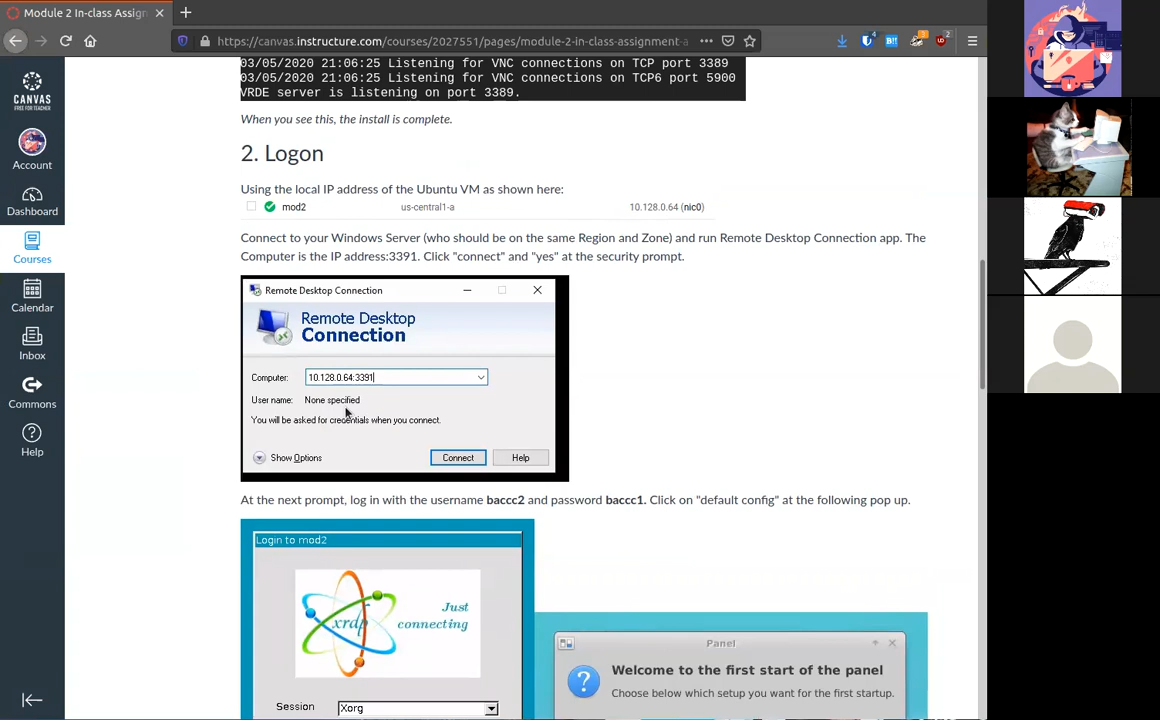 Module 2 In-class Assign
https://canvas.instructure.com/courses/2027551/pages/module-2-in-class-assignment-a
CANVAS
FREE FOR TEACHER
Account
Dashboard
Courses
Calendar
Inbox
Commons
Help
03/05/2020 21:06:25 Listening for VNC connections on TCP port 3389
03/05/2020 21:06:25 Listening for VNC connections on TCP6 port 5900
VRDE server is listening on port 3389.
When you see this, the install is complete.
2. Logon
Using the local IP address of the Ubuntu VM as shown here:
mod2 us-central1-a 10.128.0.64 (nic0)
Connect to your Windows Server (who should be on the same Region and Zone) and run Remote Desktop Connection app. The
Computer is the IP address:3391. Click "connect" and "yes" at the security prompt.
Remote Desktop Connection
Remote Desktop
Connection
Computer: 10.128.0.64:3391
User name: None specified
You will be asked for credentials when you connect.
Show Options Connect Help
At the next prompt, log in with the username baccc2 and password baccc1. Click on "default config" at the following pop up.
Login to mod2
xrdp
Just
connecting
Session Xorg
Panel
Welcome to the first start of the panel
Choose below which setup you want for the first startup.